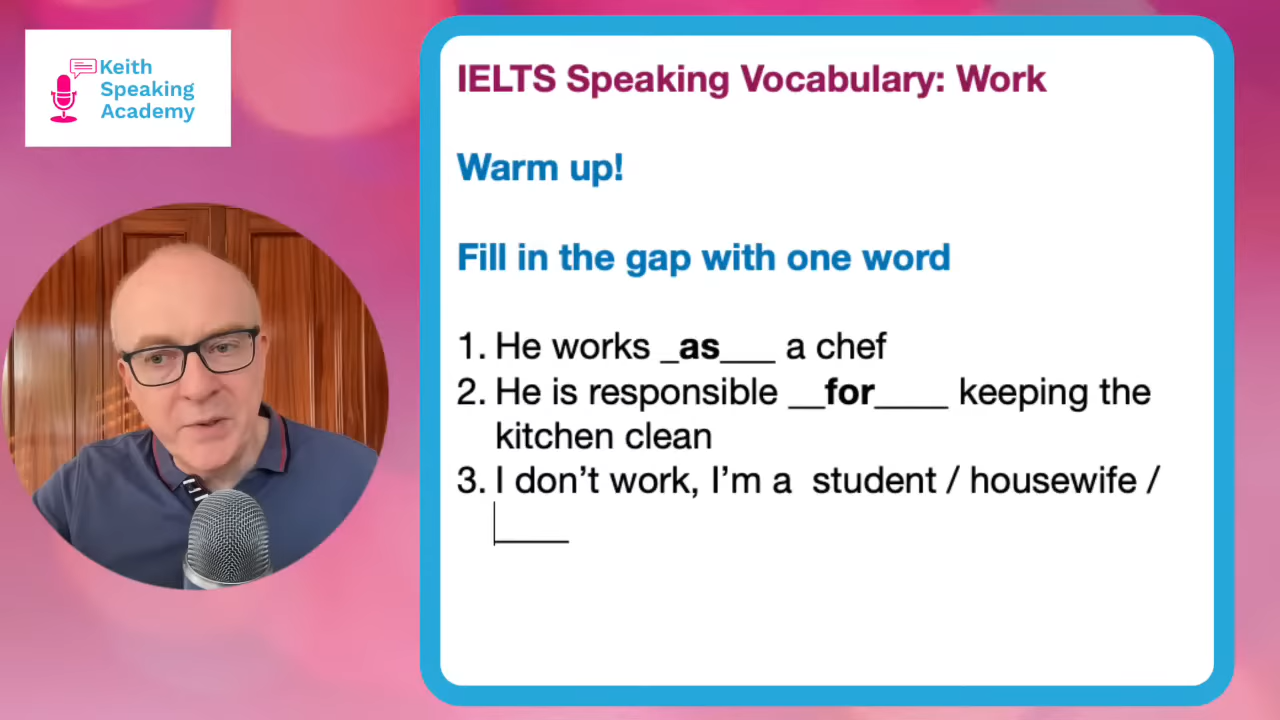 Keith
Speaking
Academy
IELTS Speaking Vocabulary: Work
Warm up!
Fill in the gap with one word
1. He works _as___ a chef
2. He is responsible __for____ keeping the
kitchen clean
3. I don’t work, I’m a  student / housewife /
____